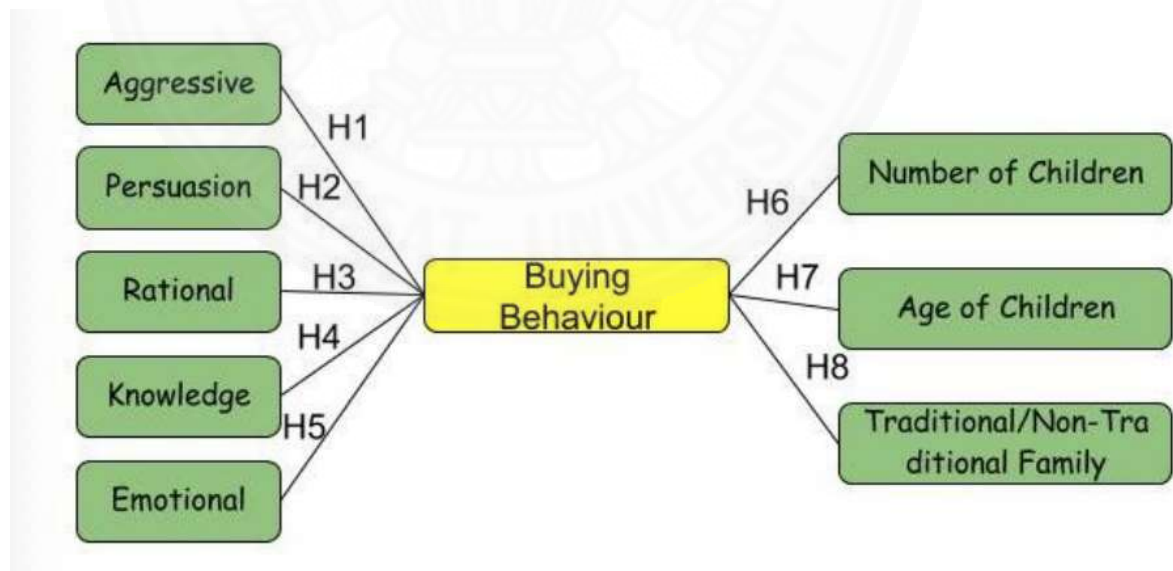 Aggressive
H1
Persuasion
H2
Rational
H3
Knowledge
H4
H5
Emotional
Buying
Behaviour
H6
Number of Children
H7
Age of Children
H8
Traditional/Non-Tra
ditional Family
UNIVERSITY